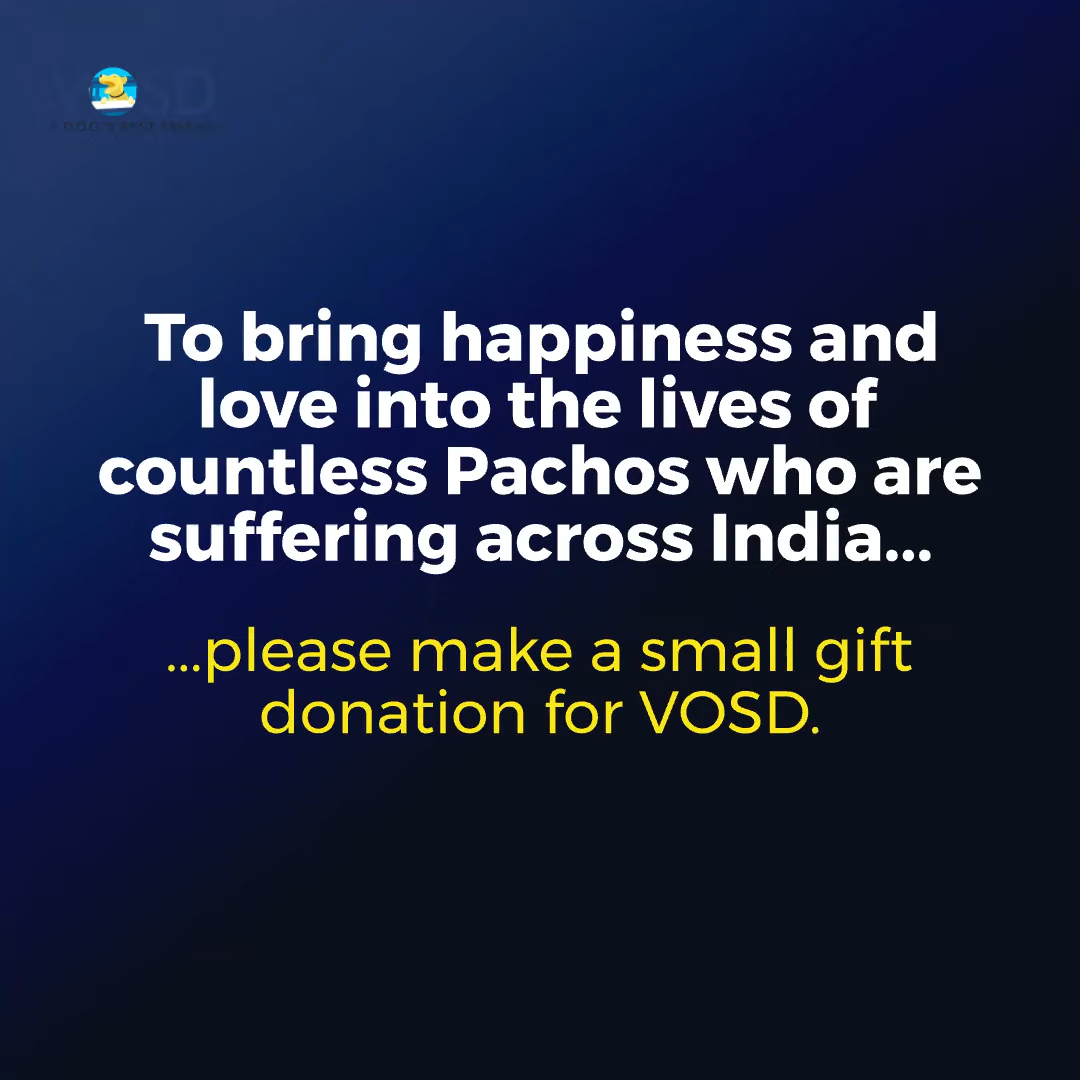 VOSD
To bring happiness and
love into the lives of
countless Pachos who are
suffering across India...
...please make a small gift
donation for VOSD.